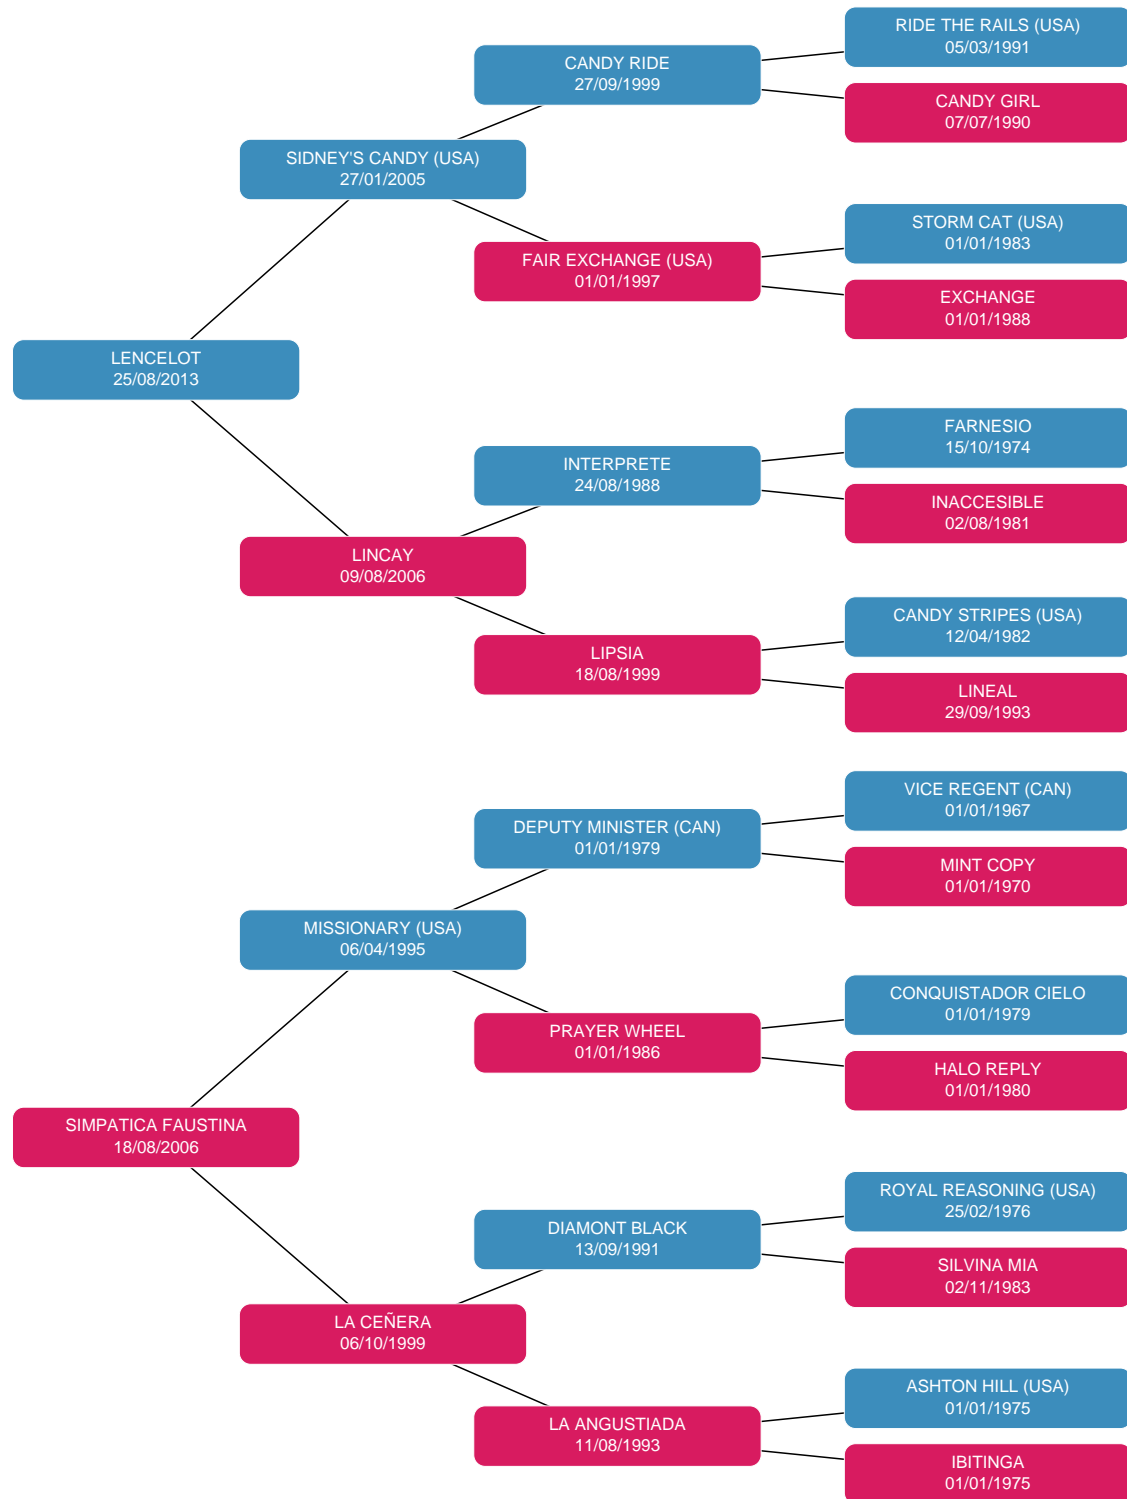 RIDE THE RAILS (USA)
05/03/1991
CANDY RIDE
27/09/1999
CANDY GIRL
07/07/1990
SIDNEY'S CANDY (USA)
27/01/2005
STORM CAT (USA)
01/01/1983
FAIR EXCHANGE (USA)
01/01/1997
EXCHANGE
01/01/1988
LENCELOT
25/08/2013
FARNESIO
15/10/1974
INTERPRETE
24/08/1988
INACCESIBLE
02/08/1981
LINCAY
09/08/2006
CANDY STRIPES (USA)
12/04/1982
LIPSIA
18/08/1999
LINEAL
29/09/1993
VICE REGENT (CAN)
01/01/1967
DEPUTY MINISTER (CAN)
01/01/1979
MINT COPY
01/01/1970
MISSIONARY (USA)
06/04/1995
CONQUISTADOR CIELO
01/01/1979
PRAYER WHEEL
01/01/1986
HALO REPLY
01/01/1980
SIMPATICA FAUSTINA
18/08/2006
ROYAL REASONING (USA)
25/02/1976
DIAMONT BLACK
13/09/1991
SILVINA MIA
02/11/1983
LA CEÑERA
06/10/1999
ASHTON HILL (USA)
01/01/1975
LA ANGUSTIADA
11/08/1993
IBITINGA
01/01/1975